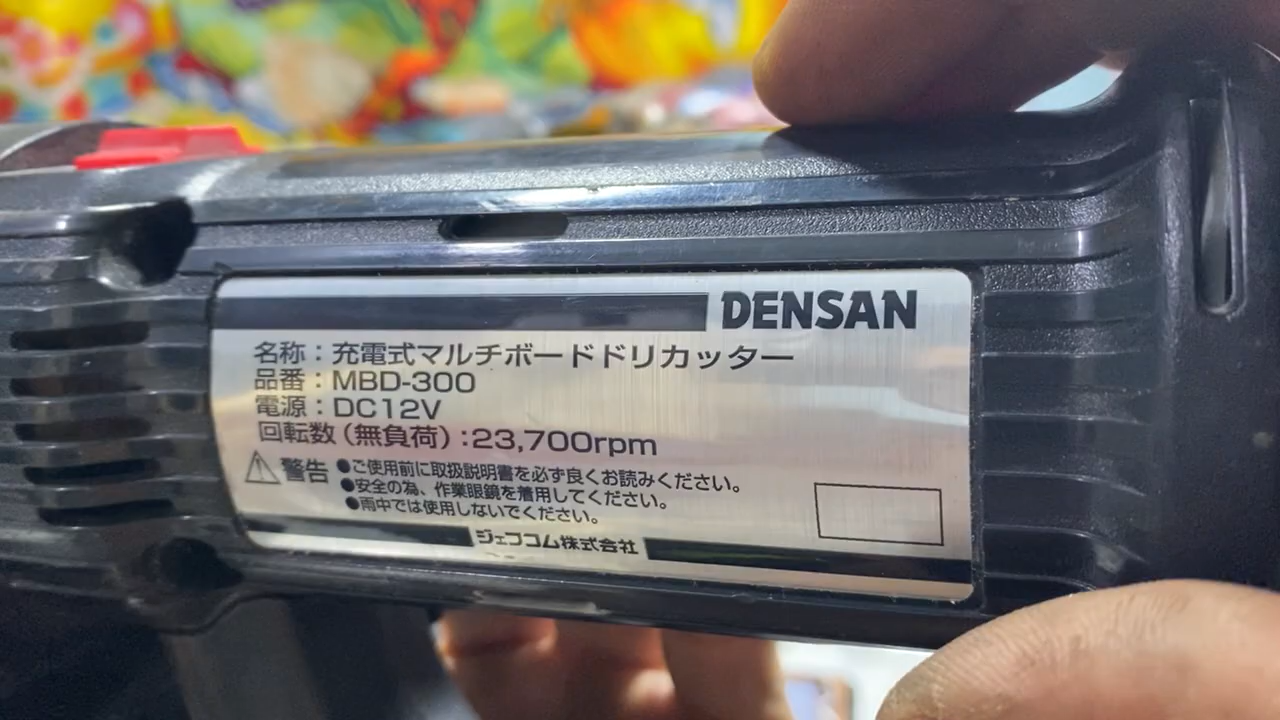 DENSAN
名称：充電式マルチボードドリカッター
品番：MBD-300
電源：DC12V
回転数（無負荷）：23,700rpm
⚠警告 ●ご使用前に取扱説明書を必ず良くお読みください。
●安全の為、作業眼鏡を着用してください。
●雨中では使用しないでください。
ジェフコム株式会社